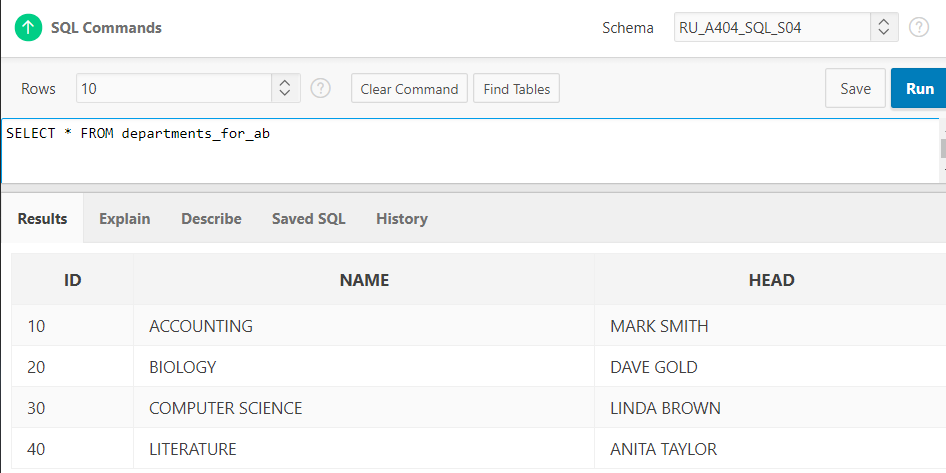 SQL Commands Schema RU_A404_SQL_S04 ?
Rows 10 ? Clear Command Find Tables Save Run
SELECT * FROM departments_for_ab
Results Explain Describe Saved SQL History
ID NAME HEAD
10 ACCOUNTING MARK SMITH
20 BIOLOGY DAVE GOLD
30 COMPUTER SCIENCE LINDA BROWN
40 LITERATURE ANITA TAYLOR